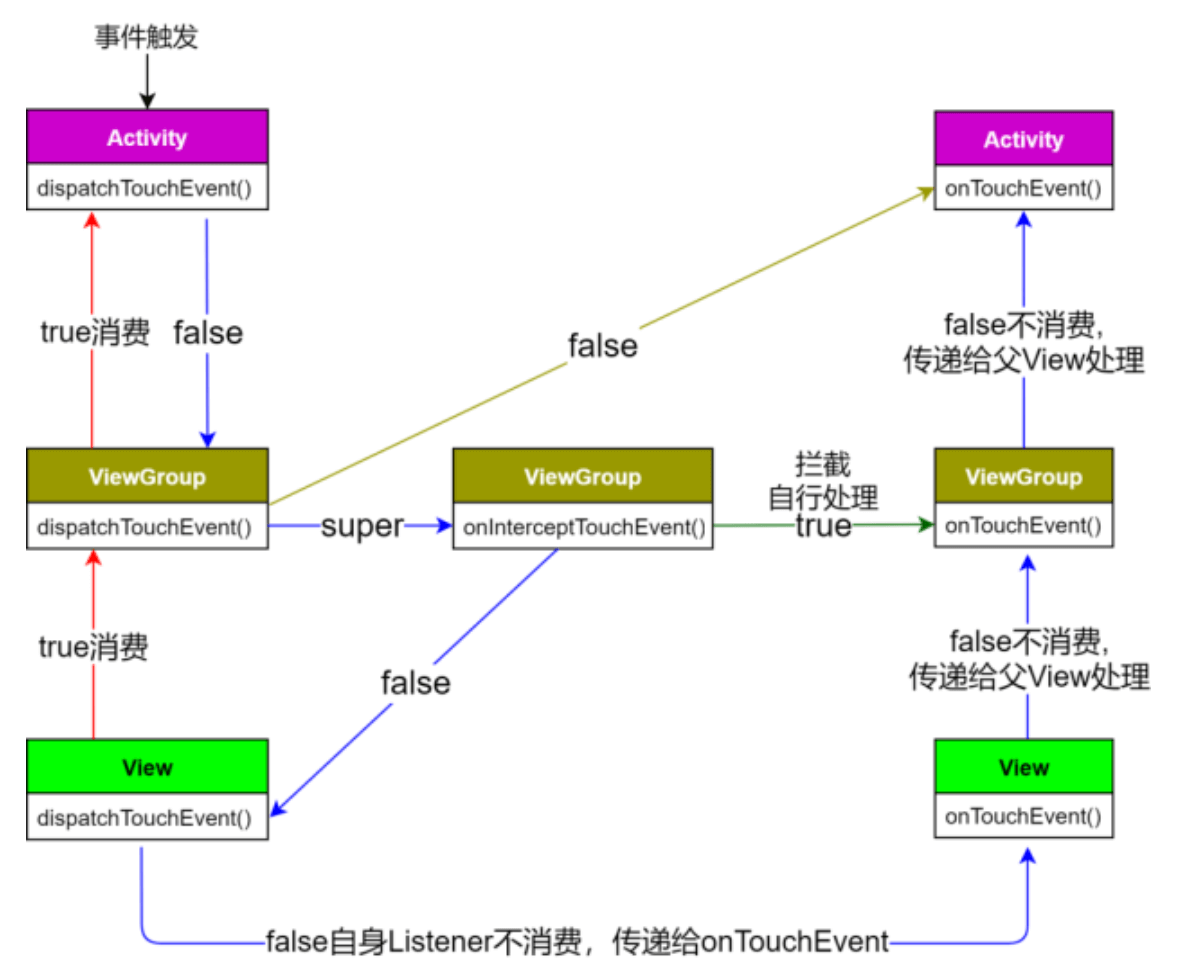 事件触发
Activity
dispatchTouchEvent()
Activity
onTouchEvent()
true消费
false
false
false不消费,
传递给父View处理
ViewGroup
dispatchTouchEvent()
super
ViewGroup
onInterceptTouchEvent()
拦截
自行处理
true
ViewGroup
onTouchEvent()
true消费
false
false不消费,
传递给父View处理
View
dispatchTouchEvent()
View
onTouchEvent()
false自身Listener不消费，传递给onTouchEvent